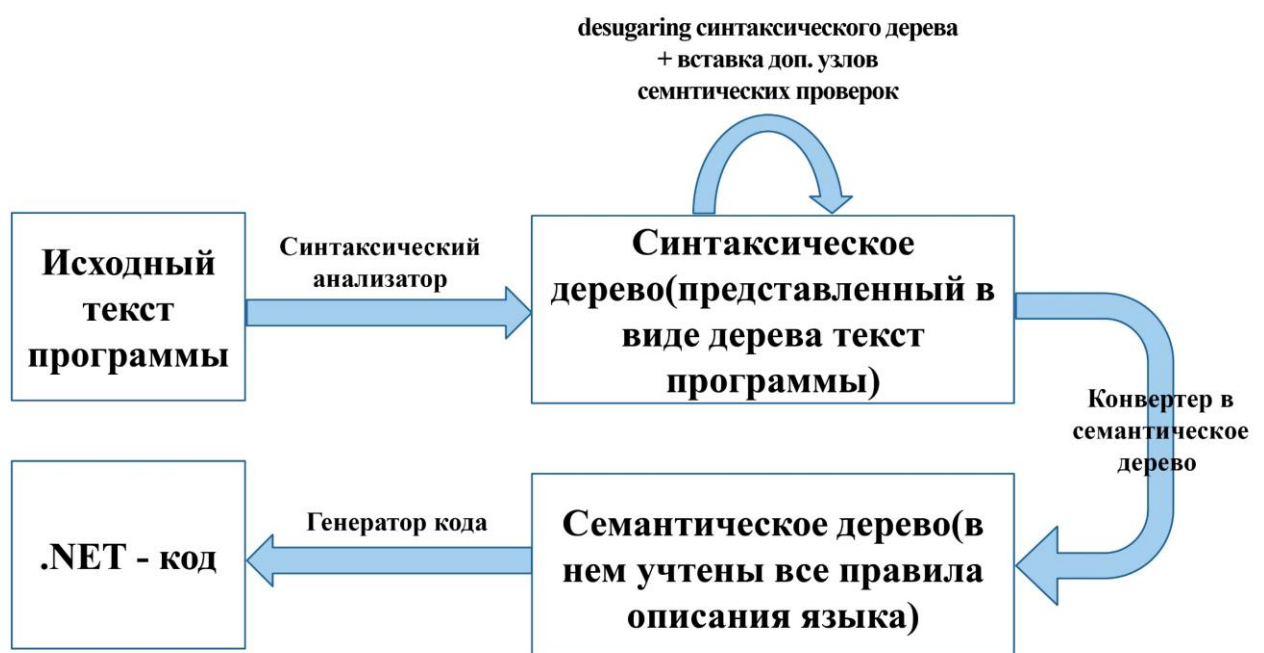 desugaring синтаксического дерева
+ вставка доп. узлов
семнтических проверок
Исходный
текст
программы
Синтаксический
анализатор
Синтаксическое
дерево(представленный в
виде дерева текст
программы)
Конвертер в
семантическое
дерево
Семантическое дерево(в
нем учтены все правила
описания языка)
Генератор кода
.NET - код